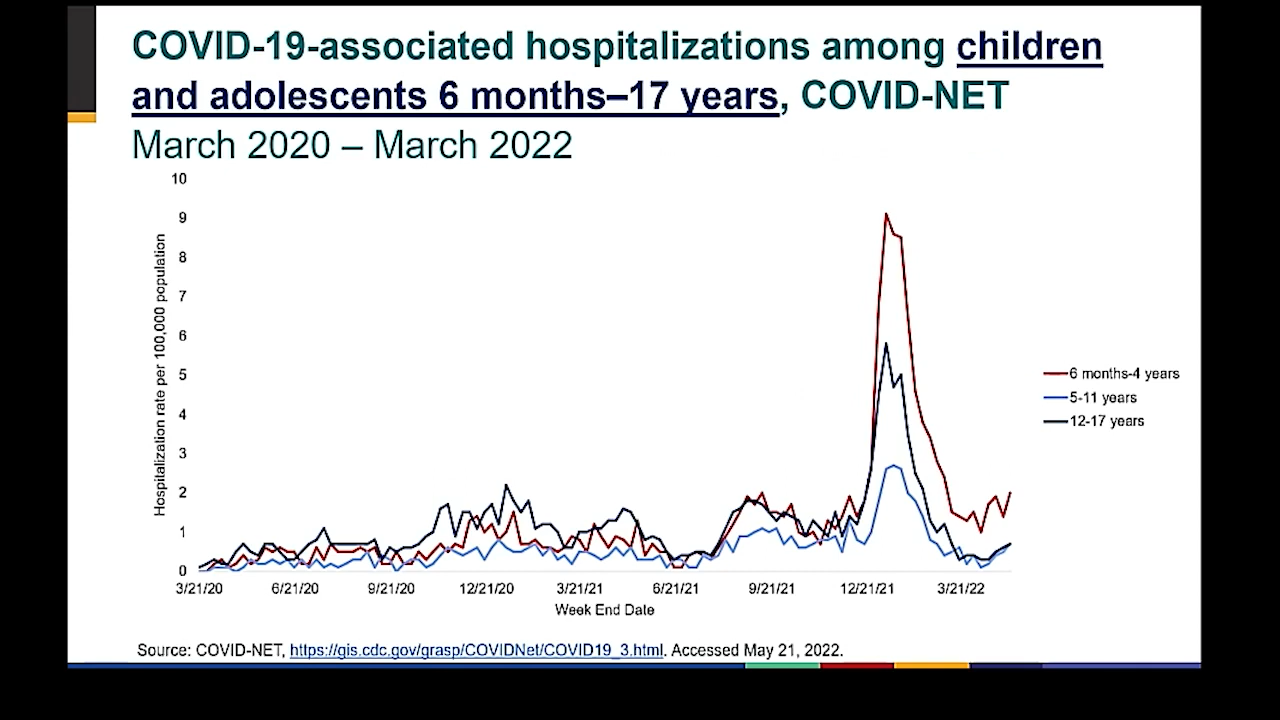 COVID-19-associated hospitalizations among children
and adolescents 6 months–17 years, COVID-NET
March 2020 – March 2022
10
9
8
7
6
5
4
3
2
1
0
Hospitalization rate per 100,000 population
3/21/20 6/21/20 9/21/20 12/21/20 3/21/21 6/21/21 9/21/21 12/21/21 3/21/22
Week End Date
6 months-4 years
5-11 years
12-17 years
Source: COVID-NET, https://gis.cdc.gov/grasp/COVIDNet/COVID19_3.html. Accessed May 21, 2022.